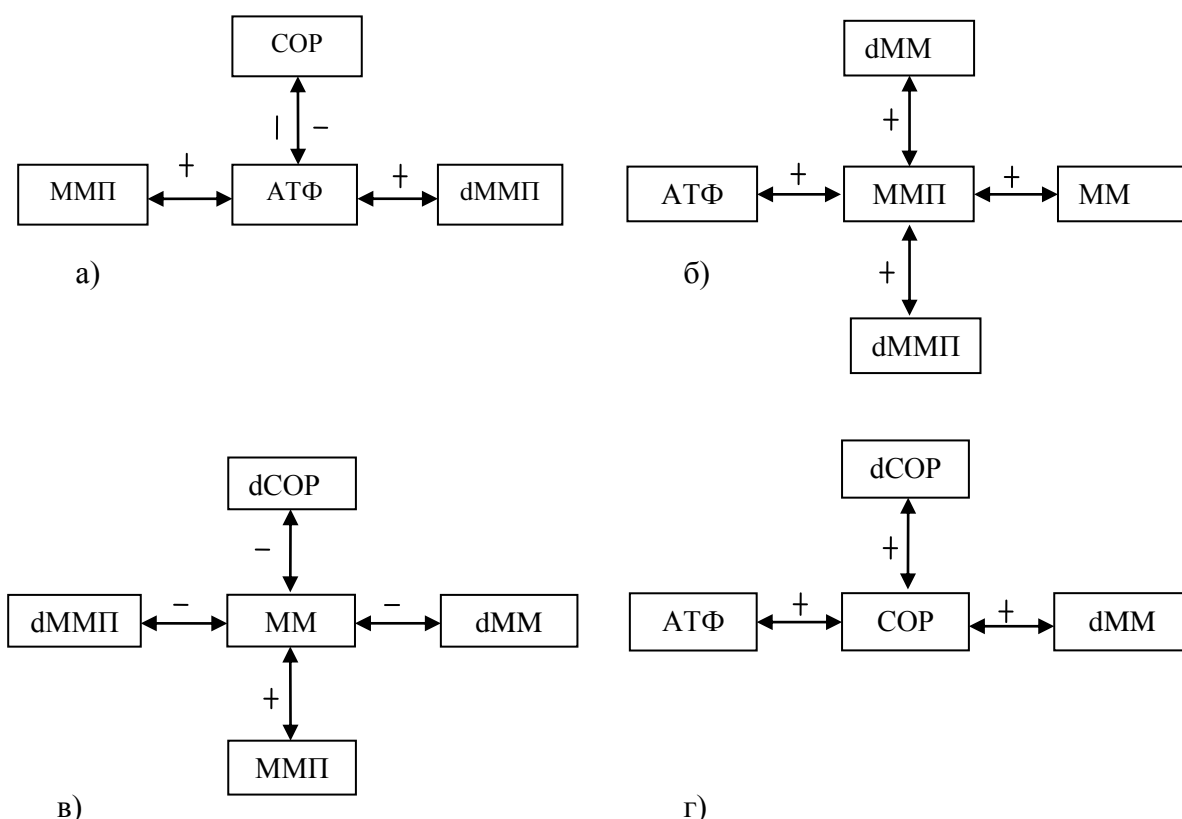 СОР
| −
+ +
ММП АТФ dММП
а)
dММ
+
+ +
АТФ ММП ММ
б)
+
dММП
dСОР
−
− −
dММП ММ dММ
+
ММП
в)
dСОР
+
+ +
АТФ СОР dММ
г)